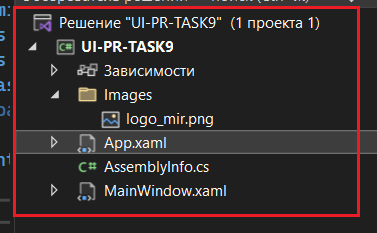 Решение "UI-PR-TASK9" (1 проекта 1)
UI-PR-TASK9
Зависимости
Images
logo_mir.png
App.xaml
AssemblyInfo.cs
MainWindow.xaml